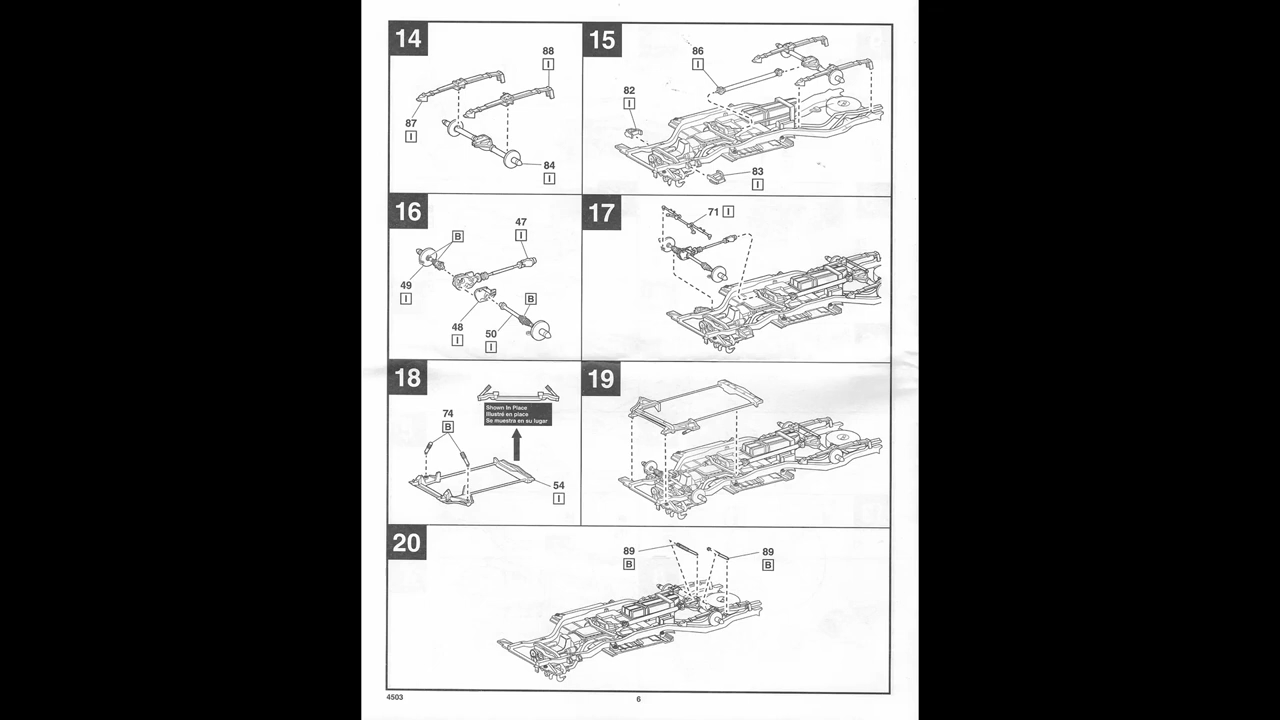 14
88
I
87
I
84
I
15
86
I
82
I
83
I
16
B
47
I
49
I
B
48
I
50
I
17
71 I
18
Shown In Place
Illustré en place
Se muestra en su lugar
74
B
54
I
19
20
89
B
89
B
4503
6